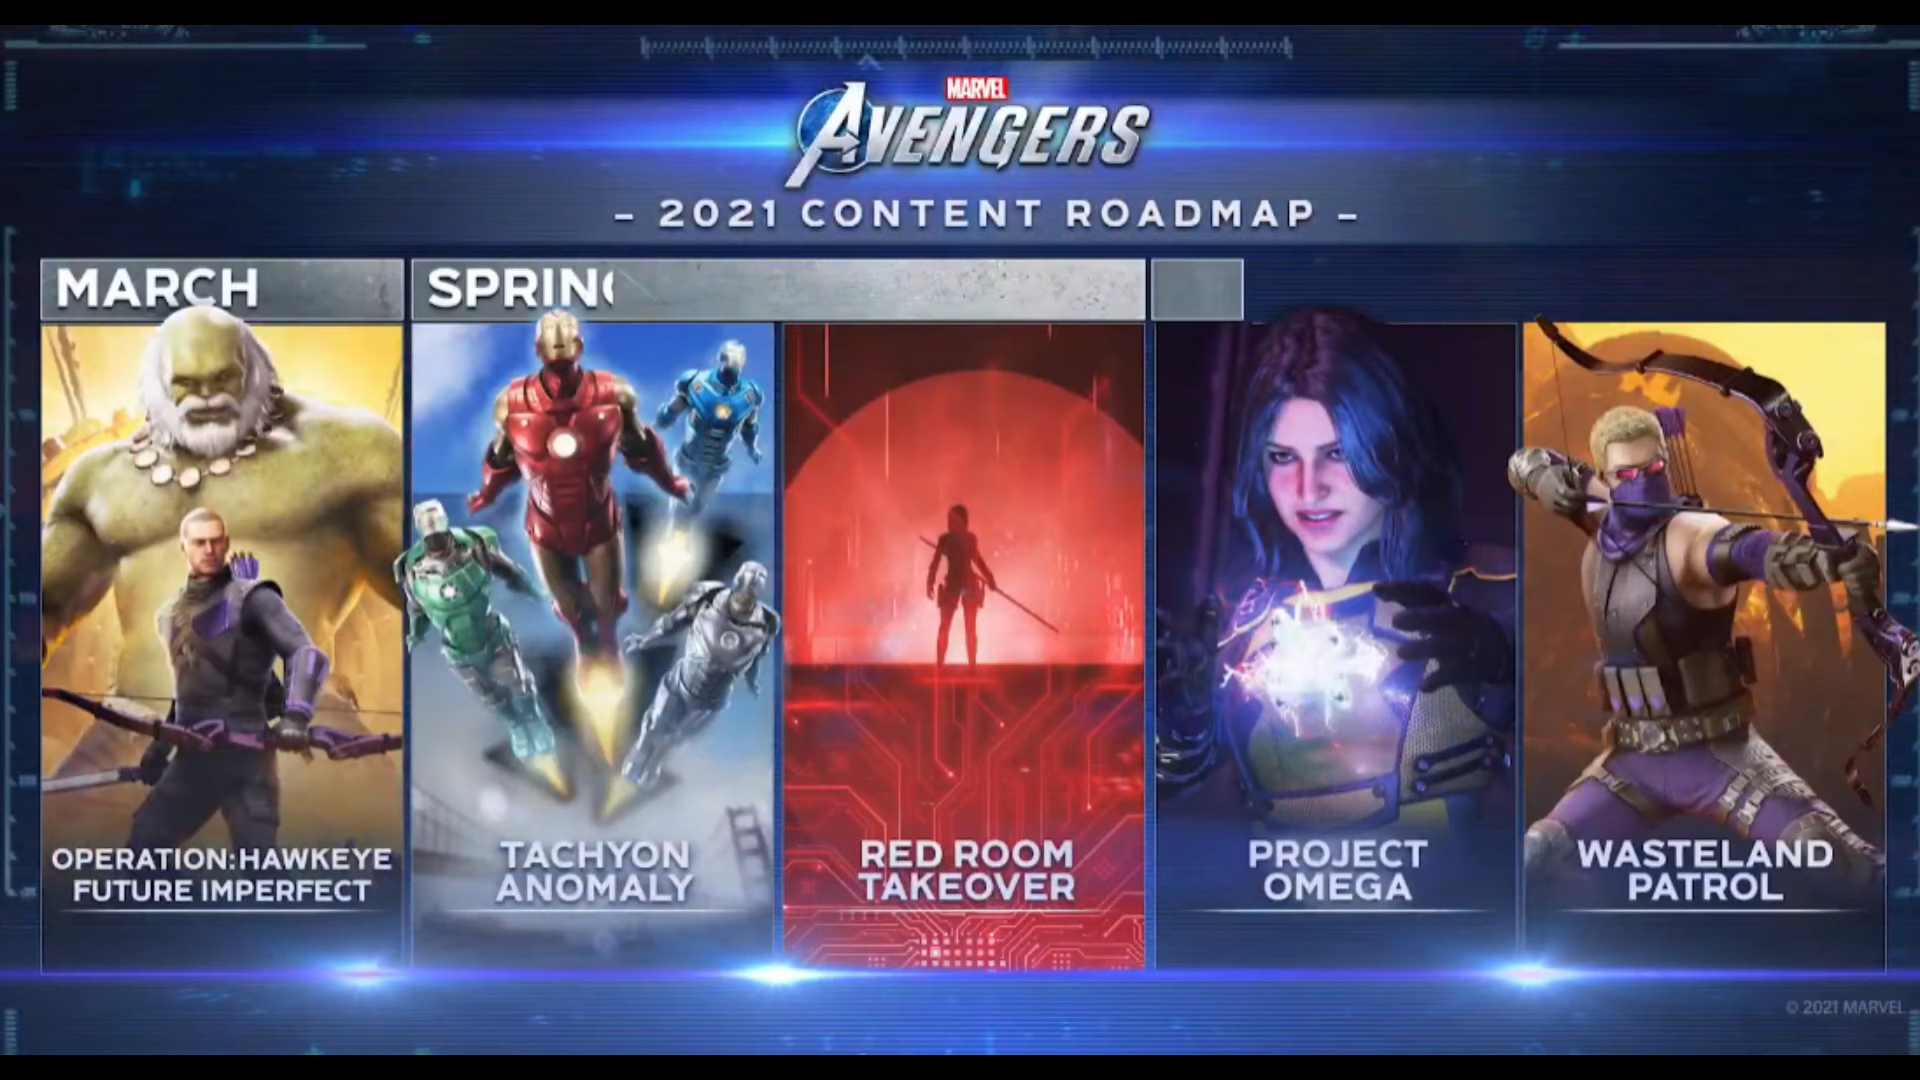 MARVEL
AVENGERS
- 2021 CONTENT ROADMAP -
MARCH
SPRIN
OPERATION:HAWKEYE
FUTURE IMPERFECT
TACHYON
ANOMALY
RED ROOM
TAKEOVER
PROJECT
OMEGA
WASTELAND
PATROL
© 2021 MARVEL